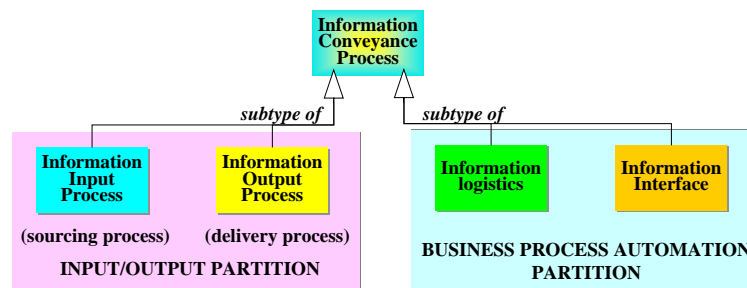 Information
Conveyance
Process
subtype of
subtype of
Information
Input
Process
Information
Output
Process
Information
logistics
Information
Interface
(sourcing process)
(delivery process)
INPUT/OUTPUT PARTITION
BUSINESS PROCESS AUTOMATION
PARTITION